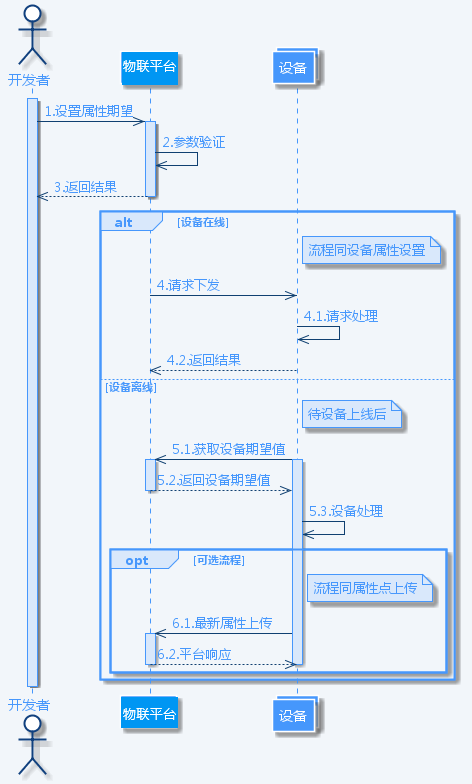 开发者
物联平台
设备
1.设置属性期望
2.参数验证
3.返回结果
alt
[设备在线]
流程同设备属性设置
4.请求下发
4.1.请求处理
4.2.返回结果
[设备离线]
待设备上线后
5.1.获取设备期望值
5.2.返回设备期望值
5.3.设备处理
opt
[可选流程]
流程同属性点上传
6.1.最新属性上传
6.2.平台响应
开发者
物联平台
设备